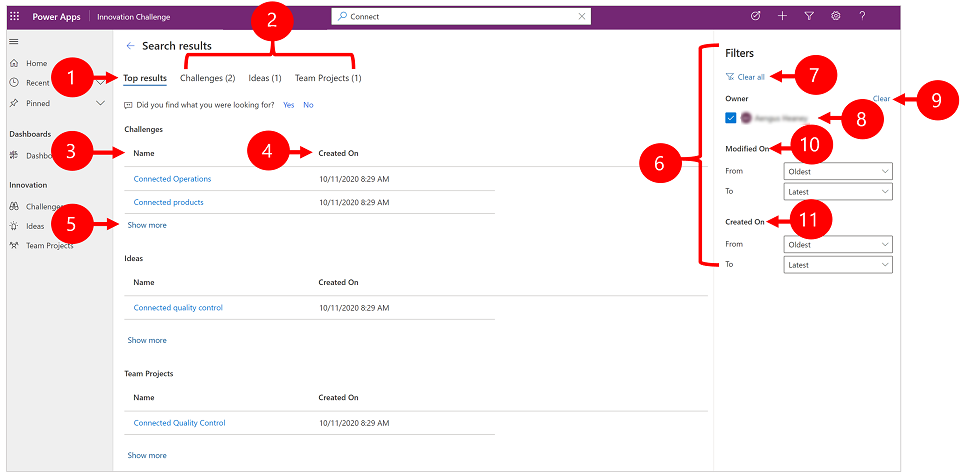 Power Apps Innovation Challenge Connect
2
Search results
Home
1 Top results Challenges (2) Ideas (1) Team Projects (1)
Recent
Pinned
Did you find what you were looking for? Yes No
Dashboards
Challenges
3 Name 4 Created On
Dashbo
Connected Operations 10/11/2020 8:29 AM
Innovation
Connected products 10/11/2020 8:29 AM
Challenges
5 Show more
Ideas
Team Projects
Ideas
Name Created On
Connected quality control 10/11/2020 8:29 AM
Show more
Team Projects
Name Created On
Connected Quality Control 10/11/2020 8:29 AM
Show more
6
Filters
Clear all 7
Owner Clear 9
8
Modified On 10
From Oldest
To Latest
Created On 11
From Oldest
To Latest